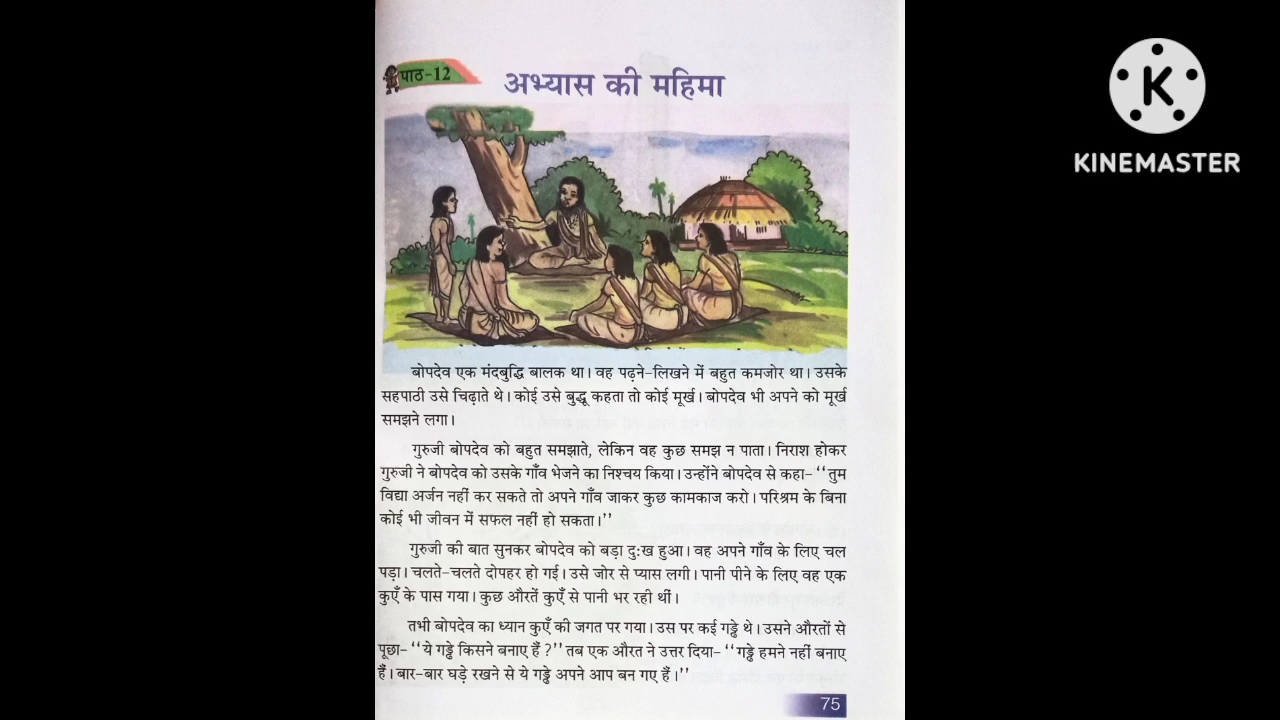 पाठ-12
अभ्यास की महिमा
बोपदेव एक मंदबुद्धि बालक था। वह पढ़ने-लिखने में बहुत कमजोर था। उसके
सहपाठी उसे चिढ़ाते थे। कोई उसे बुद्धू कहता तो कोई मूर्ख। बोपदेव भी अपने को मूर्ख
समझने लगा।
गुरुजी बोपदेव को बहुत समझाते, लेकिन वह कुछ समझ न पाता। निराश होकर
गुरुजी ने बोपदेव को उसके गाँव भेजने का निश्चय किया। उन्होंने बोपदेव से कहा- ‘‘तुम
विद्या अर्जन नहीं कर सकते तो अपने गाँव जाकर कुछ कामकाज करो। परिश्रम के बिना
कोई भी जीवन में सफल नहीं हो सकता।’’
गुरुजी की बात सुनकर बोपदेव को बड़ा दु:ख हुआ। वह अपने गाँव के लिए चल
पड़ा। चलते-चलते दोपहर हो गई। उसे जोर से प्यास लगी। पानी पीने के लिए वह एक
कुएँ के पास गया। कुछ औरतें कुएँ से पानी भर रही थीं।
तभी बोपदेव का ध्यान कुएँ की जगत पर गया। उस पर कई गड्ढे थे। उसने औरतों से
पूछा- ‘‘ये गड्ढे किसने बनाए हैं ?’’ तब एक औरत ने उत्तर दिया- ‘‘गड्ढे हमने नहीं बनाए
हैं। बार-बार घड़े रखने से ये गड्ढे अपने आप बन गए हैं।’’
75
K
KINEMASTER